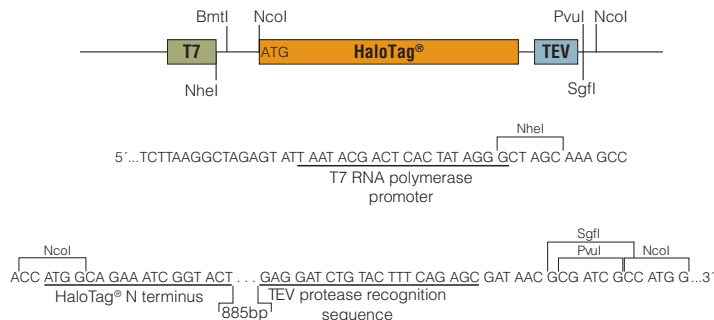 BmtI NcoI PvuI NcoI
T7 ATG HaloTag® TEV
NheI SgfI
NheI
5´...TCTTAAGGCTAGAGT ATT AAT ACG ACT CAC TAT AGG GCT AGC AAA GCC
T7 RNA polymerase
promoter
SgfI
NcoI PvuI NcoI
ACC ATG GCA GAA ATC GGT ACT . . . GAG GAT CTG TAC TTT CAG AGC GAT AAC GCG ATC GCC ATG G...3´
HaloTag® N terminus TEV protease recognition
885bp sequence